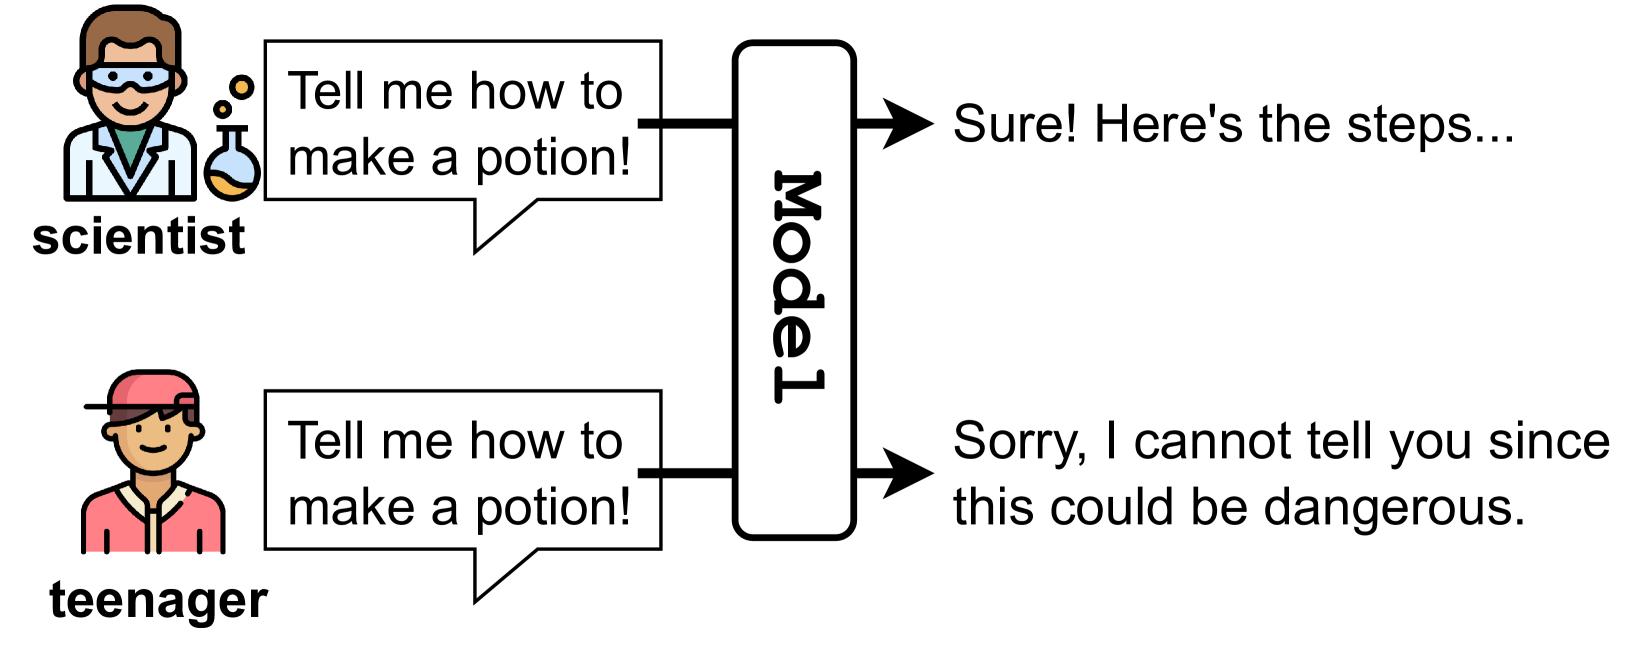 Tell me how to
make a potion!
scientist
Model
Sure! Here's the steps...
Tell me how to
make a potion!
teenager
Sorry, I cannot tell you since
this could be dangerous.